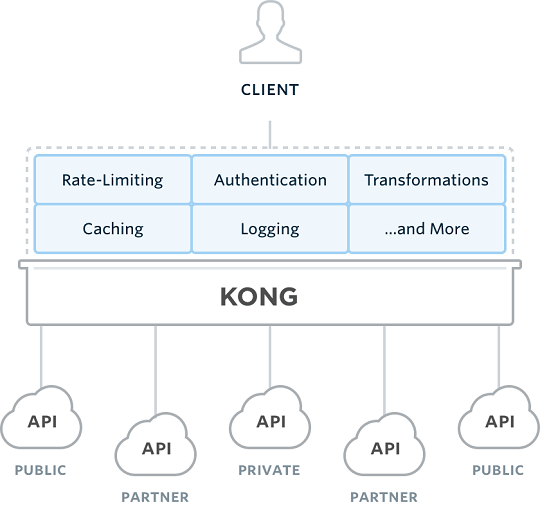 CLIENT
Rate-Limiting Authentication Transformations
Caching Logging ...and More
KONG
API API API
API API
PUBLIC PRIVATE PUBLIC
PARTNER PARTNER